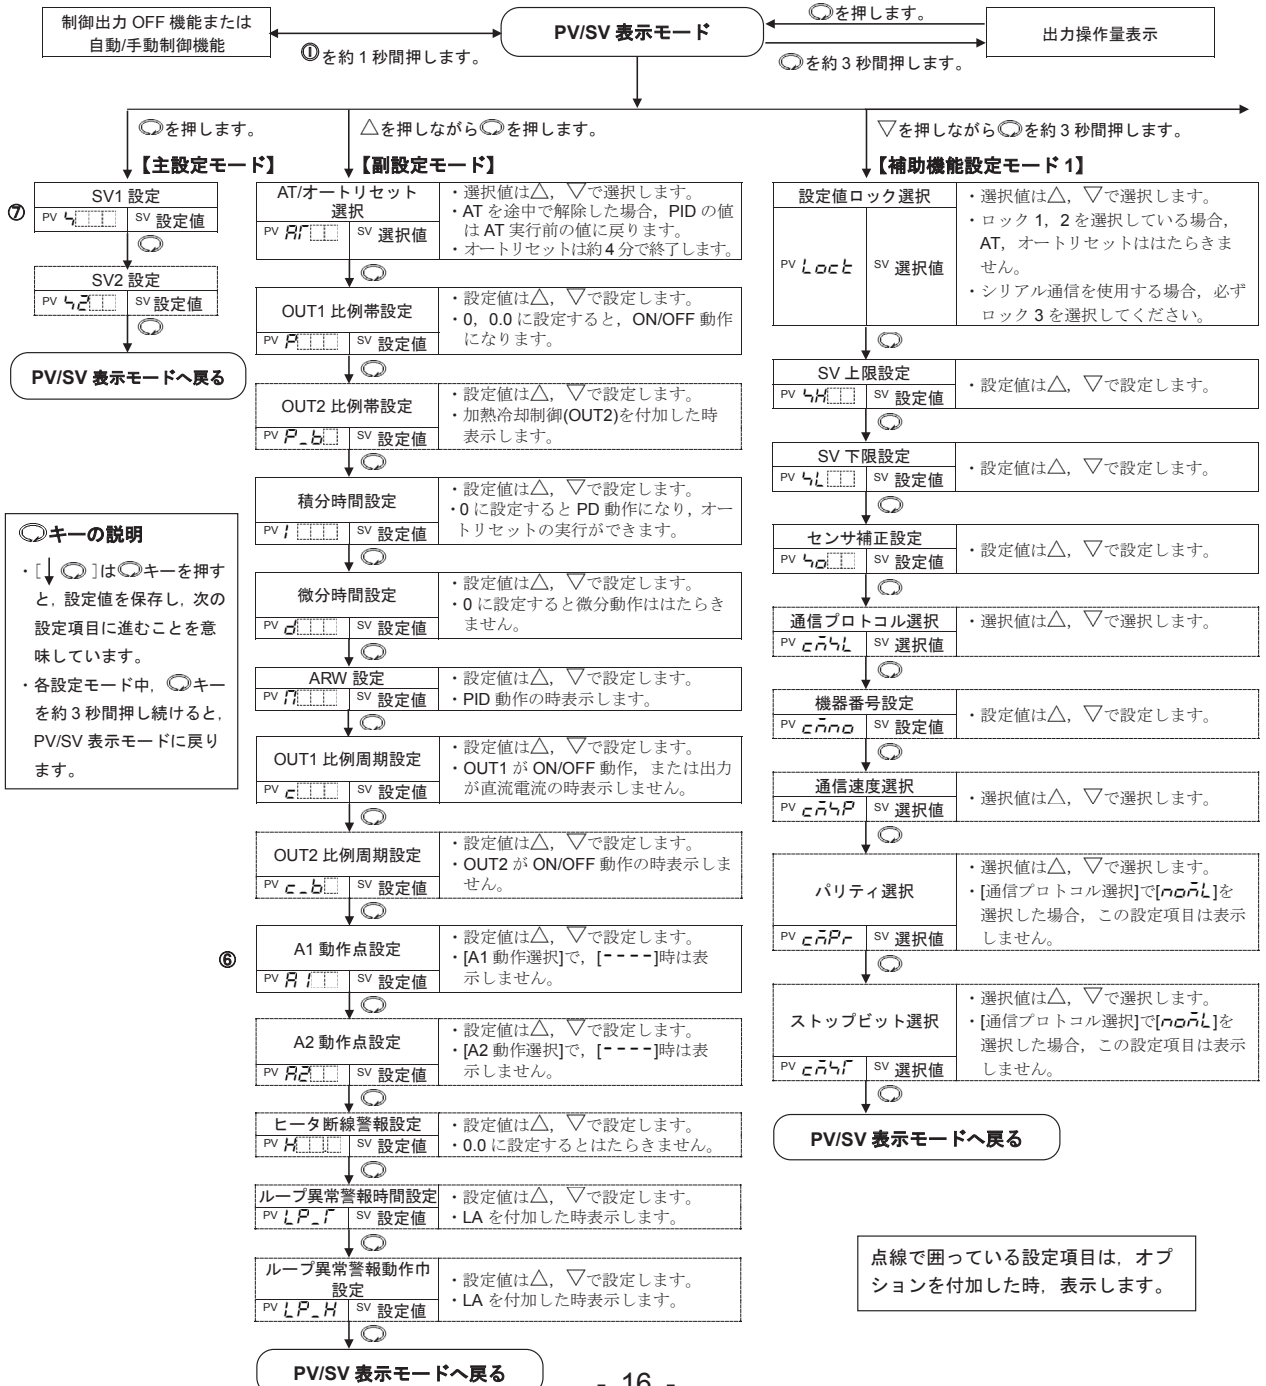 制御出力 OFF 機能または
自動/手動制御機能
を約 1 秒間押します。
PV/SV 表示モード
を押します。
を約 3 秒間押します。
出力操作量表示
を押します。
【主設定モード】
⑦
SV1 設定
PV SV 設定値
SV2 設定
PV SV 設定値
PV/SV 表示モードへ戻る
キーの説明
・[↓ ]はキーを押す
と，設定値を保存し，次の
設定項目に進むことを意
味しています。
・各設定モード中，キー
を約 3 秒間押し続けると，
PV/SV 表示モードに戻り
ます。
△を押しながらを押します。
【副設定モード】
AT/オートリセット
選択
PV SV 選択値
・選択値は△，▽で選択します。
・AT を途中で解除した場合，PID の値
は AT 実行前の値に戻ります。
・オートリセットは約 4 分で終了します。
OUT1 比例帯設定
PV P SV 設定値
・設定値は△，▽で設定します。
・0，0.0 に設定すると，ON/OFF 動作
になります。
OUT2 比例帯設定
PV P_b SV 設定値
・設定値は△，▽で設定します。
・加熱冷却制御(OUT2)を付加した時
表示します。
積分時間設定
PV I SV 設定値
・設定値は△，▽で設定します。
・0 に設定すると PD 動作になり，オー
トリセットの実行ができます。
微分時間設定
PV d SV 設定値
・設定値は△，▽で設定します。
・0 に設定すると微分動作ははたらき
ません。
ARW 設定
PV SV 設定値
・設定値は△，▽で設定します。
・PID 動作の時表示します。
OUT1 比例周期設定
PV c SV 設定値
・設定値は△，▽で設定します。
・OUT1 が ON/OFF 動作，または出力
が直流電流の時表示しません。
OUT2 比例周期設定
PV c_b SV 設定値
・設定値は△，▽で設定します。
・OUT2 が ON/OFF 動作の時表示しま
せん。
⑥
A1 動作点設定
PV A1 SV 設定値
・設定値は△，▽で設定します。
・[A1 動作選択]で，[----]時は表
示しません。
A2 動作点設定
PV A2 SV 設定値
・設定値は△，▽で設定します。
・[A2 動作選択]で，[----]時は表
示しません。
ヒータ断線警報設定
PV H SV 設定値
・設定値は△，▽で設定します。
・0.0 に設定するとはたらきません。
ループ異常警報時間設定
PV LP_T SV 設定値
・設定値は△，▽で設定します。
・LA を付加した時表示します。
ループ異常警報動作巾
設定
PV LP_H SV 設定値
・設定値は△，▽で設定します。
・LA を付加した時表示します。
PV/SV 表示モードへ戻る
▽を押しながらを約 3 秒間押します。
【補助機能設定モード 1】
設定値ロック選択
PV Lock SV 選択値
・選択値は△，▽で選択します。
・ロック 1，2 を選択している場合，
AT，オートリセットははたらきま
せん。
・シリアル通信を使用する場合，必ず
ロック 3 を選択してください。
SV 上限設定
PV SV 設定値
・設定値は△，▽で設定します。
SV 下限設定
PV SV 設定値
・設定値は△，▽で設定します。
センサ補正設定
PV SV 設定値
・設定値は△，▽で設定します。
通信プロトコル選択
PV SV 選択値
・選択値は△，▽で選択します。
機器番号設定
PV SV 設定値
・設定値は△，▽で設定します。
通信速度選択
PV SV 選択値
・選択値は△，▽で選択します。
パリティ選択
PV SV 選択値
・選択値は△，▽で選択します。
・[通信プロトコル選択]で[]を
選択した場合，この設定項目は表示
しません。
ストップビット選択
PV SV 選択値
・選択値は△，▽で選択します。
・[通信プロトコル選択]で[]を
選択した場合，この設定項目は表示
しません。
PV/SV 表示モードへ戻る
点線で囲っている設定項目は，オプ
ションを付加した時，表示します。
- 16 -